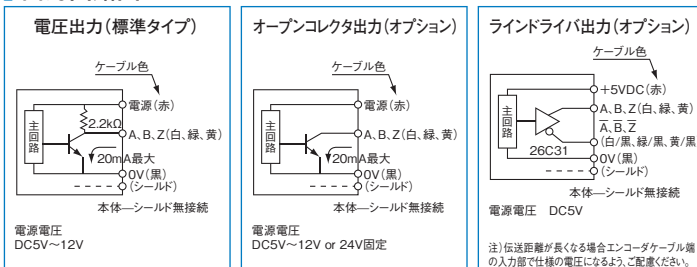 電圧出力（標準タイプ）
ケーブル色
電源（赤）
2.2kΩ
主回路
A、B、Z（白、緑、黄）
20mA最大
0V（黒）
（シールド）
本体―シールド無接続
電源電圧
DC5V～12V
オープンコレクタ出力（オプション）
ケーブル色
電源（赤）
主回路
A、B、Z（白、緑、黄）
20mA最大
0V（黒）
（シールド）
本体―シールド無接続
電源電圧
DC5V～12V or 24V固定
ラインドライバ出力（オプション）
ケーブル色
+5VDC（赤）
主回路
A、B、Z（白、緑、黄）
A̅、B̅、Z̅
（白/黒、緑/黒、黄/黒
26C31
0V（黒）
（シールド）
本体―シールド無接続
電源電圧　DC5V
注）伝送距離が長くなる場合エンコーダケーブル端
の入力部で仕様の電圧になるよう、ご配慮ください。